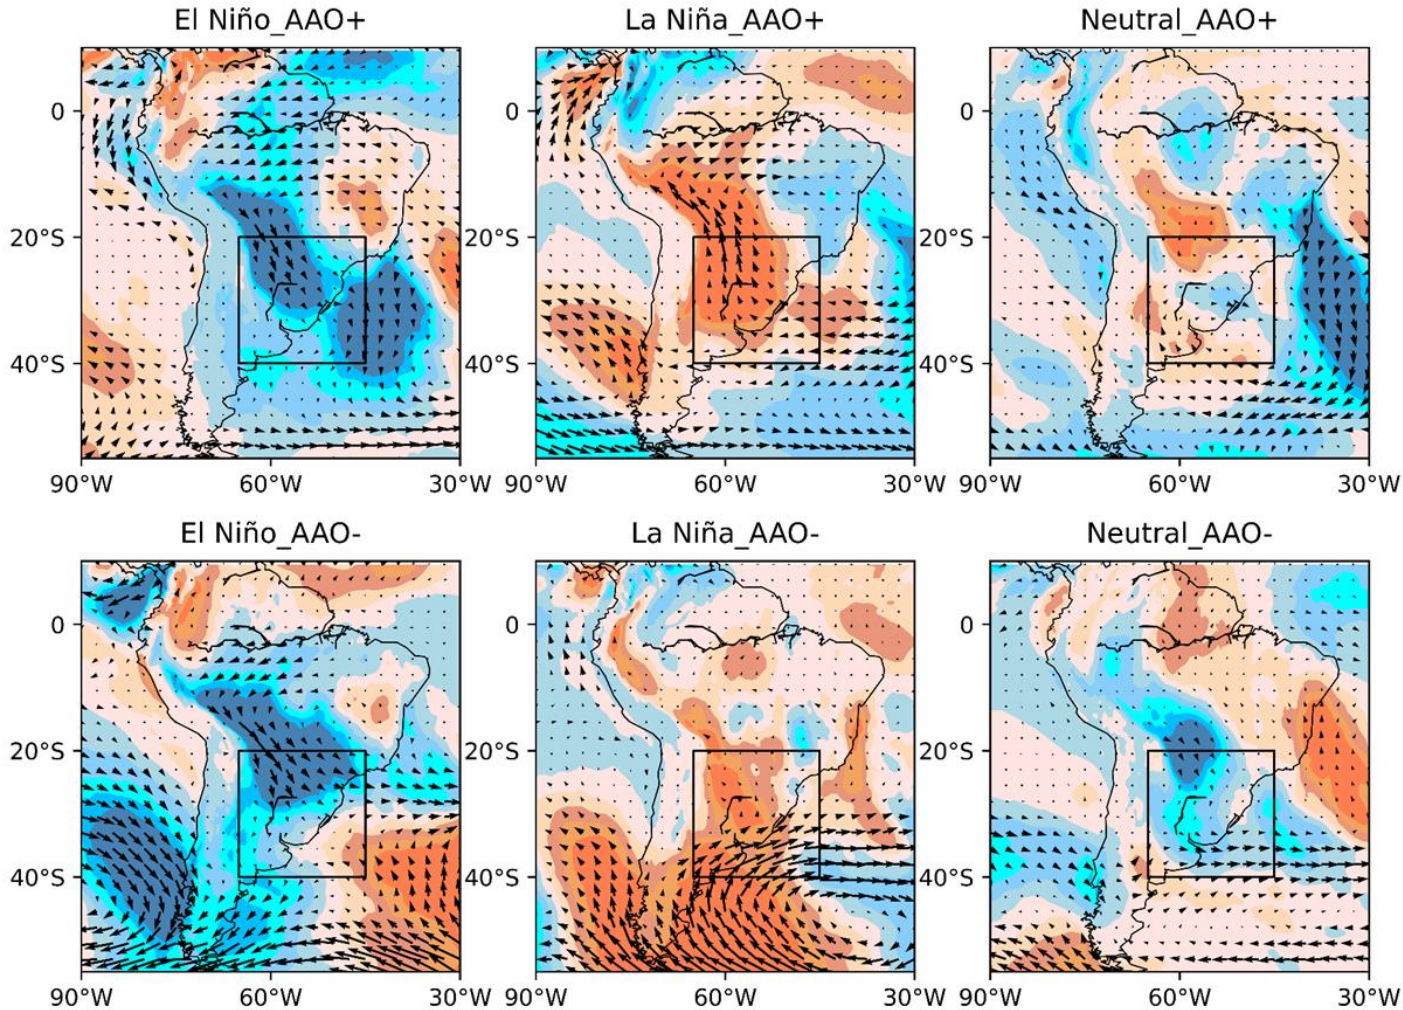 El Niño_AAO+ La Niña_AAO+ Neutral_AAO+
0 0 0
20°S 20°S 20°S
40°S 40°S 40°S
90°W 60°W 30°W 90°W 60°W 30°W 90°W 60°W 30°W
El Niño_AAO- La Niña_AAO- Neutral_AAO-
0 0 0
20°S 20°S 20°S
40°S 40°S 40°S
90°W 60°W 30°W 90°W 60°W 30°W 90°W 60°W 30°W